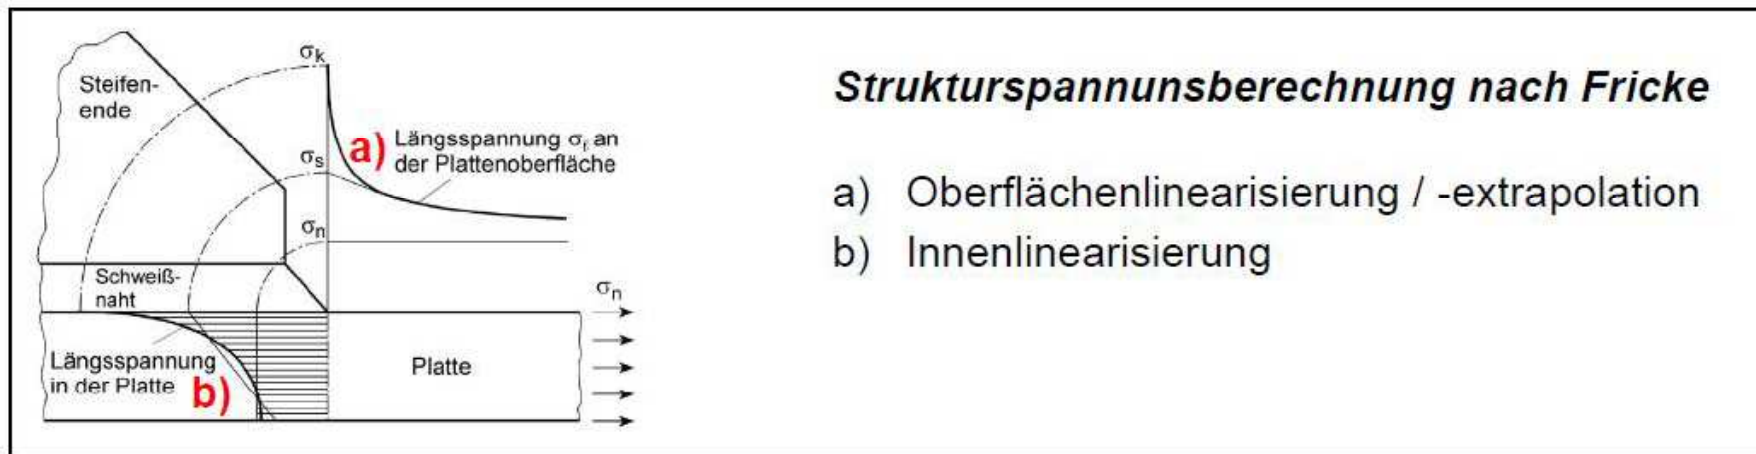 σk
Steifen-
ende
a) Längsspannung σt an
der Plattenoberfläche
σs
σn
Schweiß-
naht
σn
Längsspannung
in der Platte b)
Platte
Strukturspannunsberechnung nach Fricke
a) Oberflächenlinearisierung / -extrapolation
b) Innenlinearisierung